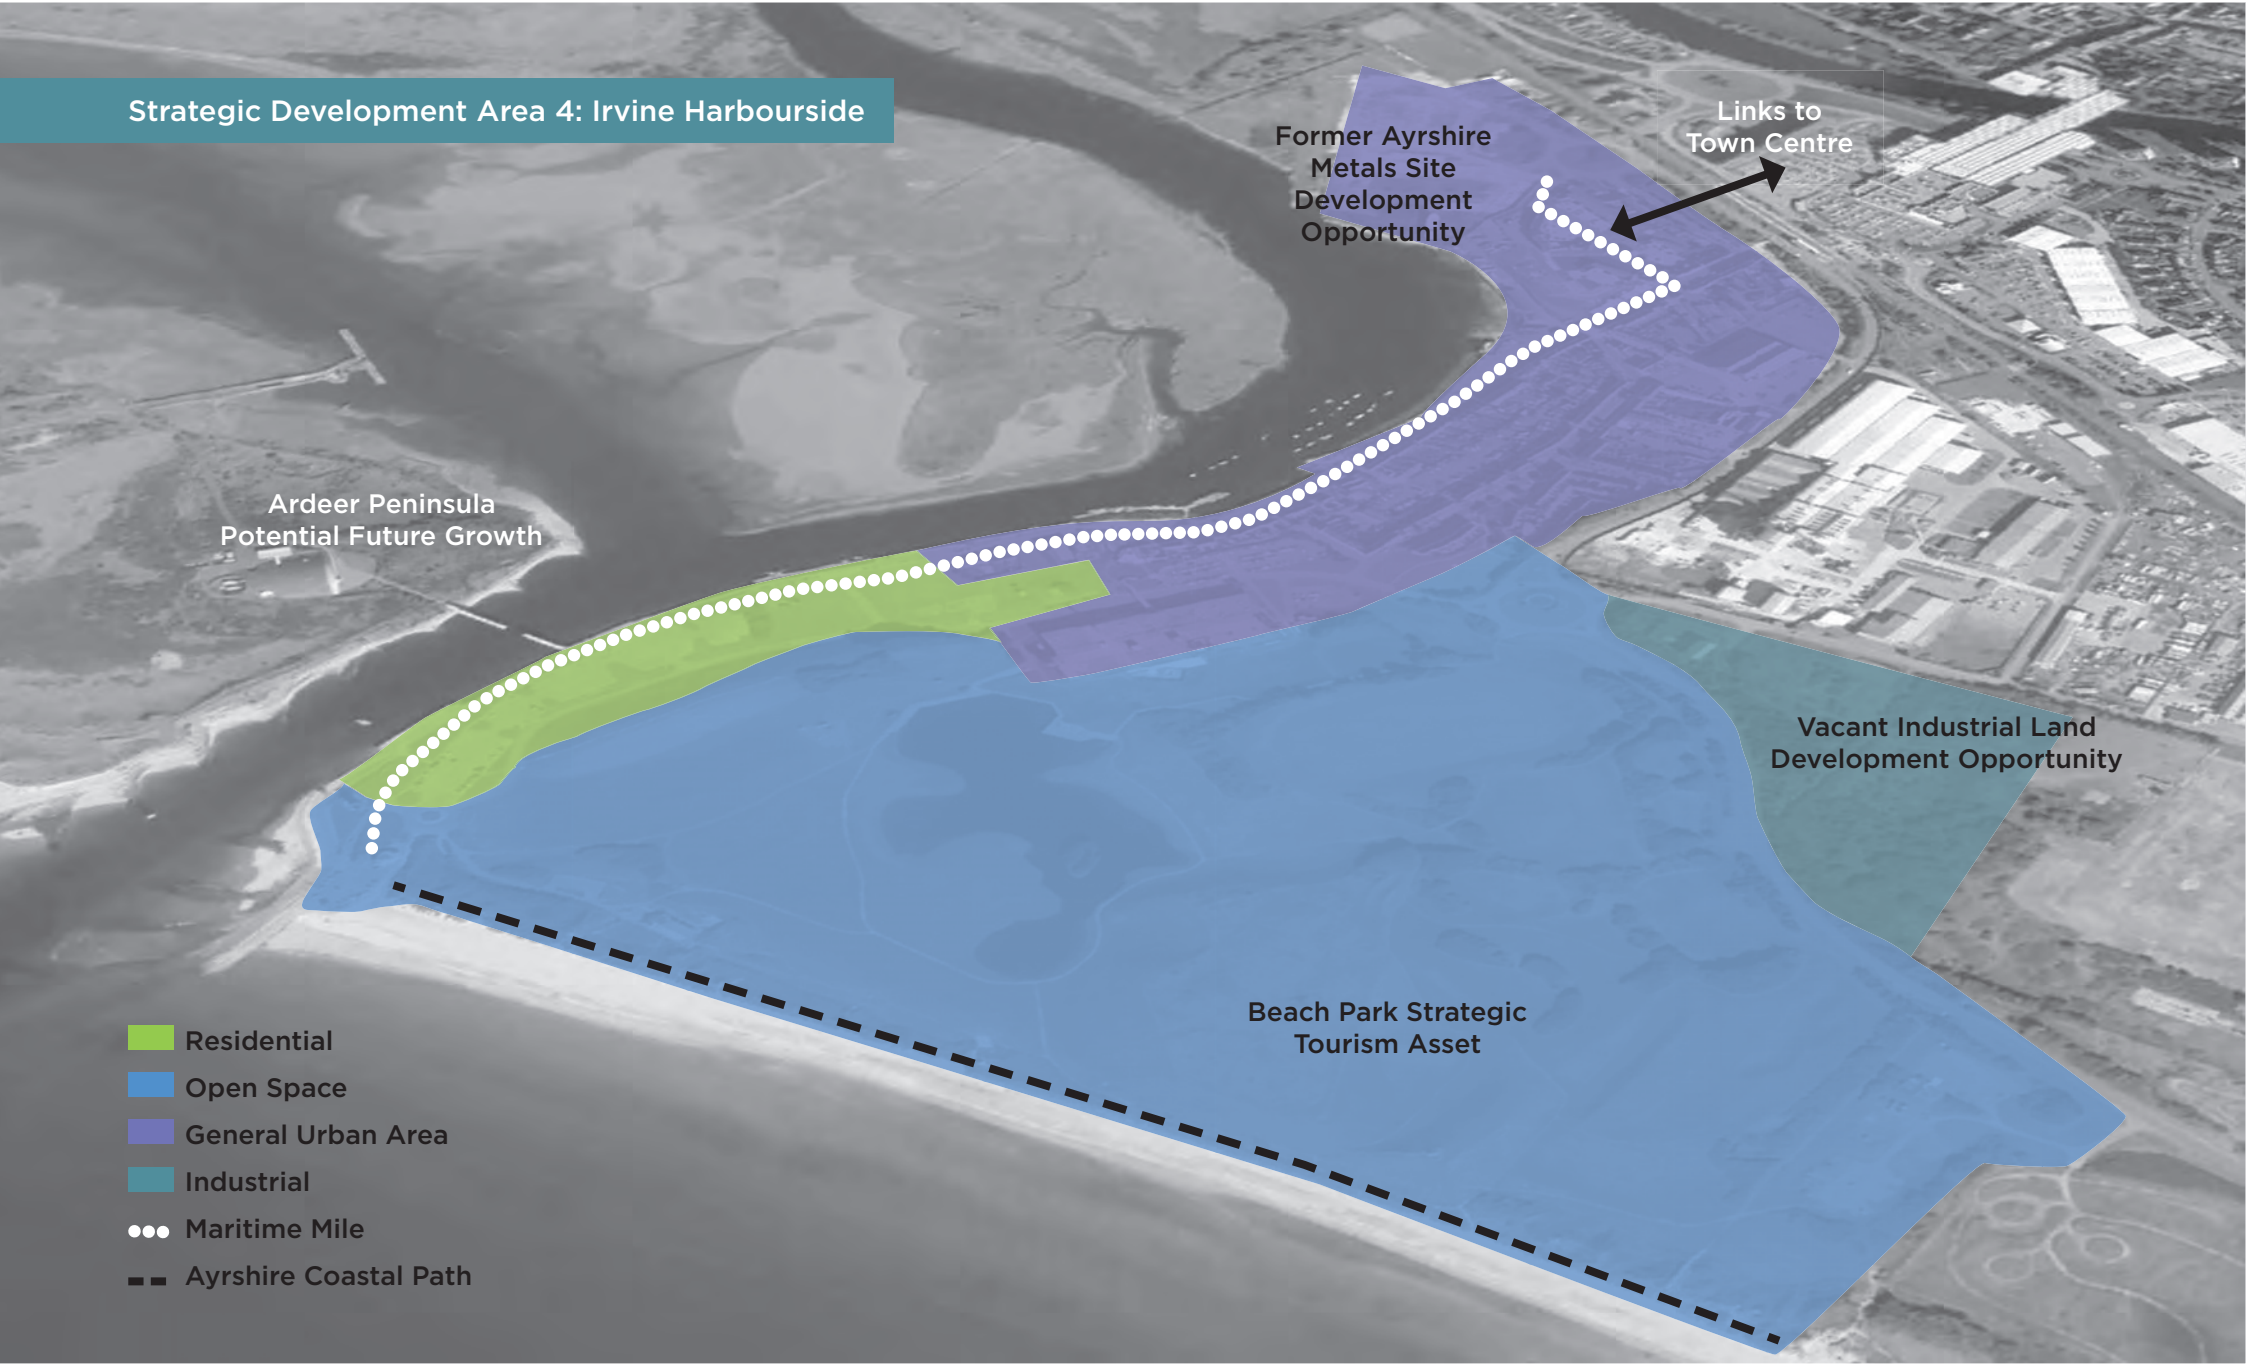 Strategic Development Area 4: Irvine Harbourside
Links to
Town Centre
Former Ayrshire
Metals Site
Development
Opportunity
Ardeer Peninsula
Potential Future Growth
Vacant Industrial Land
Development Opportunity
Beach Park Strategic
Tourism Asset
Residential
Open Space
General Urban Area
Industrial
Maritime Mile
Ayrshire Coastal Path